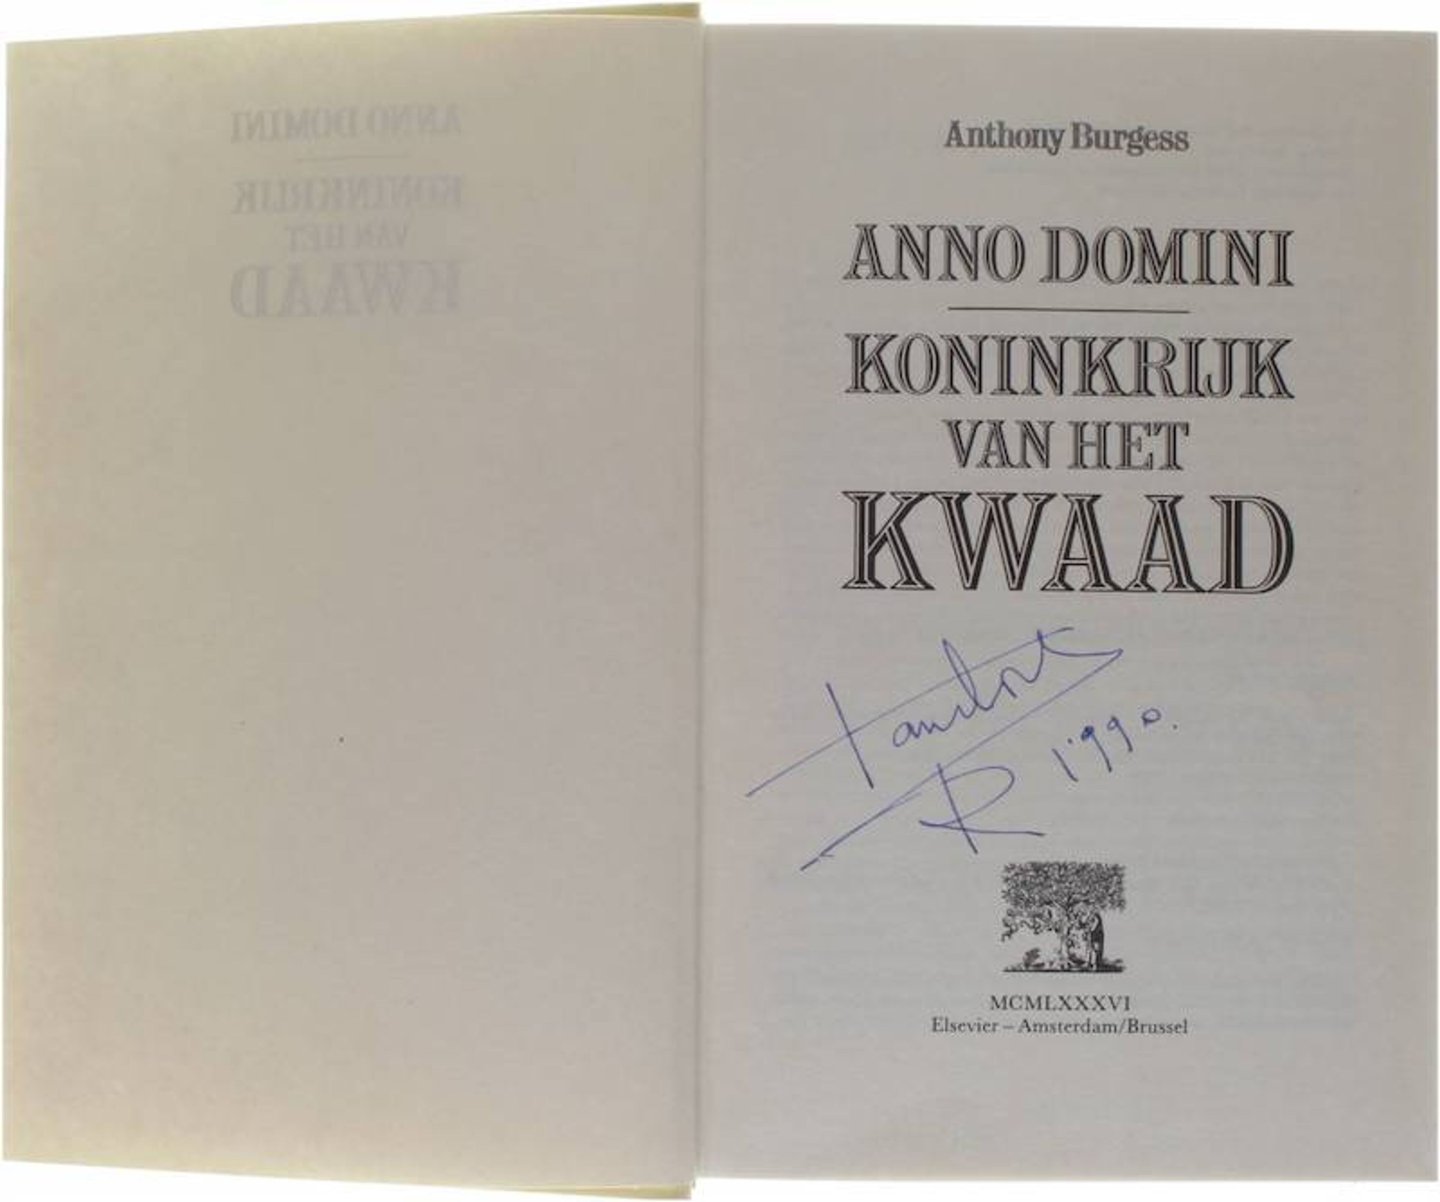 Anthony Burgess
ANNO DOMINI
KONINKRIJK
VAN HET
KWAAD
1990.
MCMLXXXVI
Elsevier – Amsterdam/Brussel